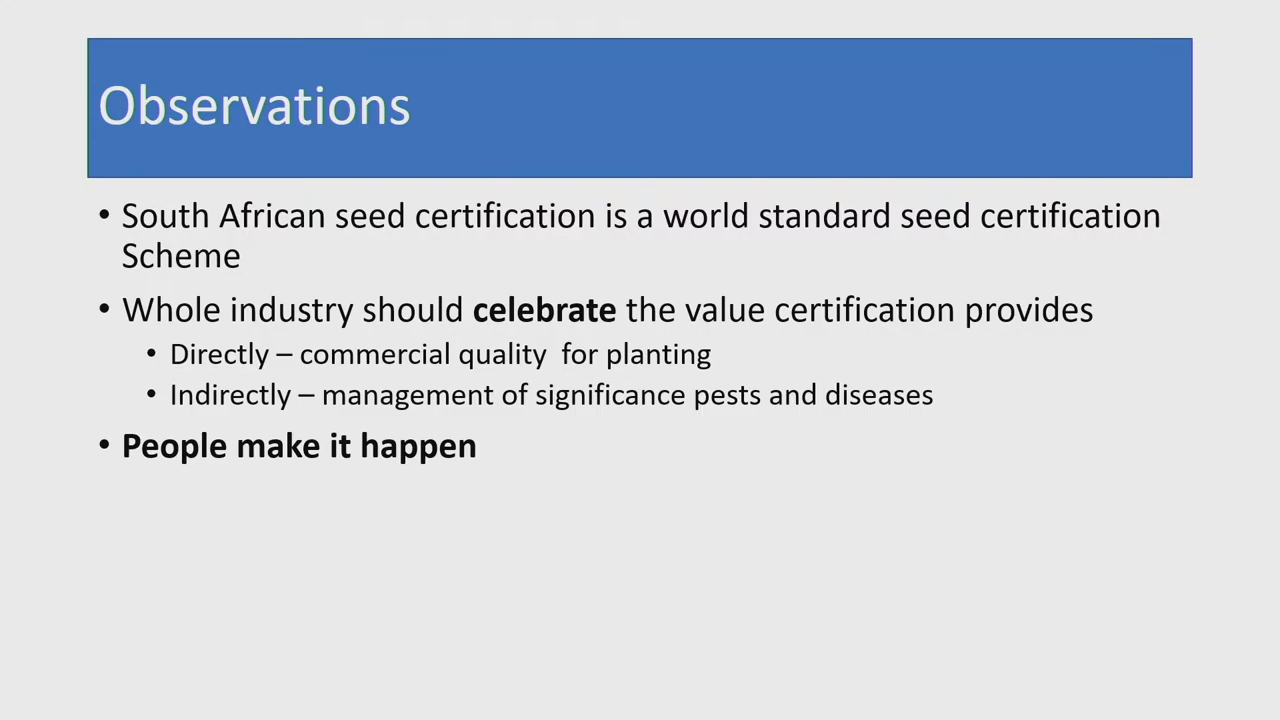 Observations
• South African seed certification is a world standard seed certification
Scheme
• Whole industry should celebrate the value certification provides
• Directly – commercial quality  for planting
• Indirectly – management of significance pests and diseases
• People make it happen